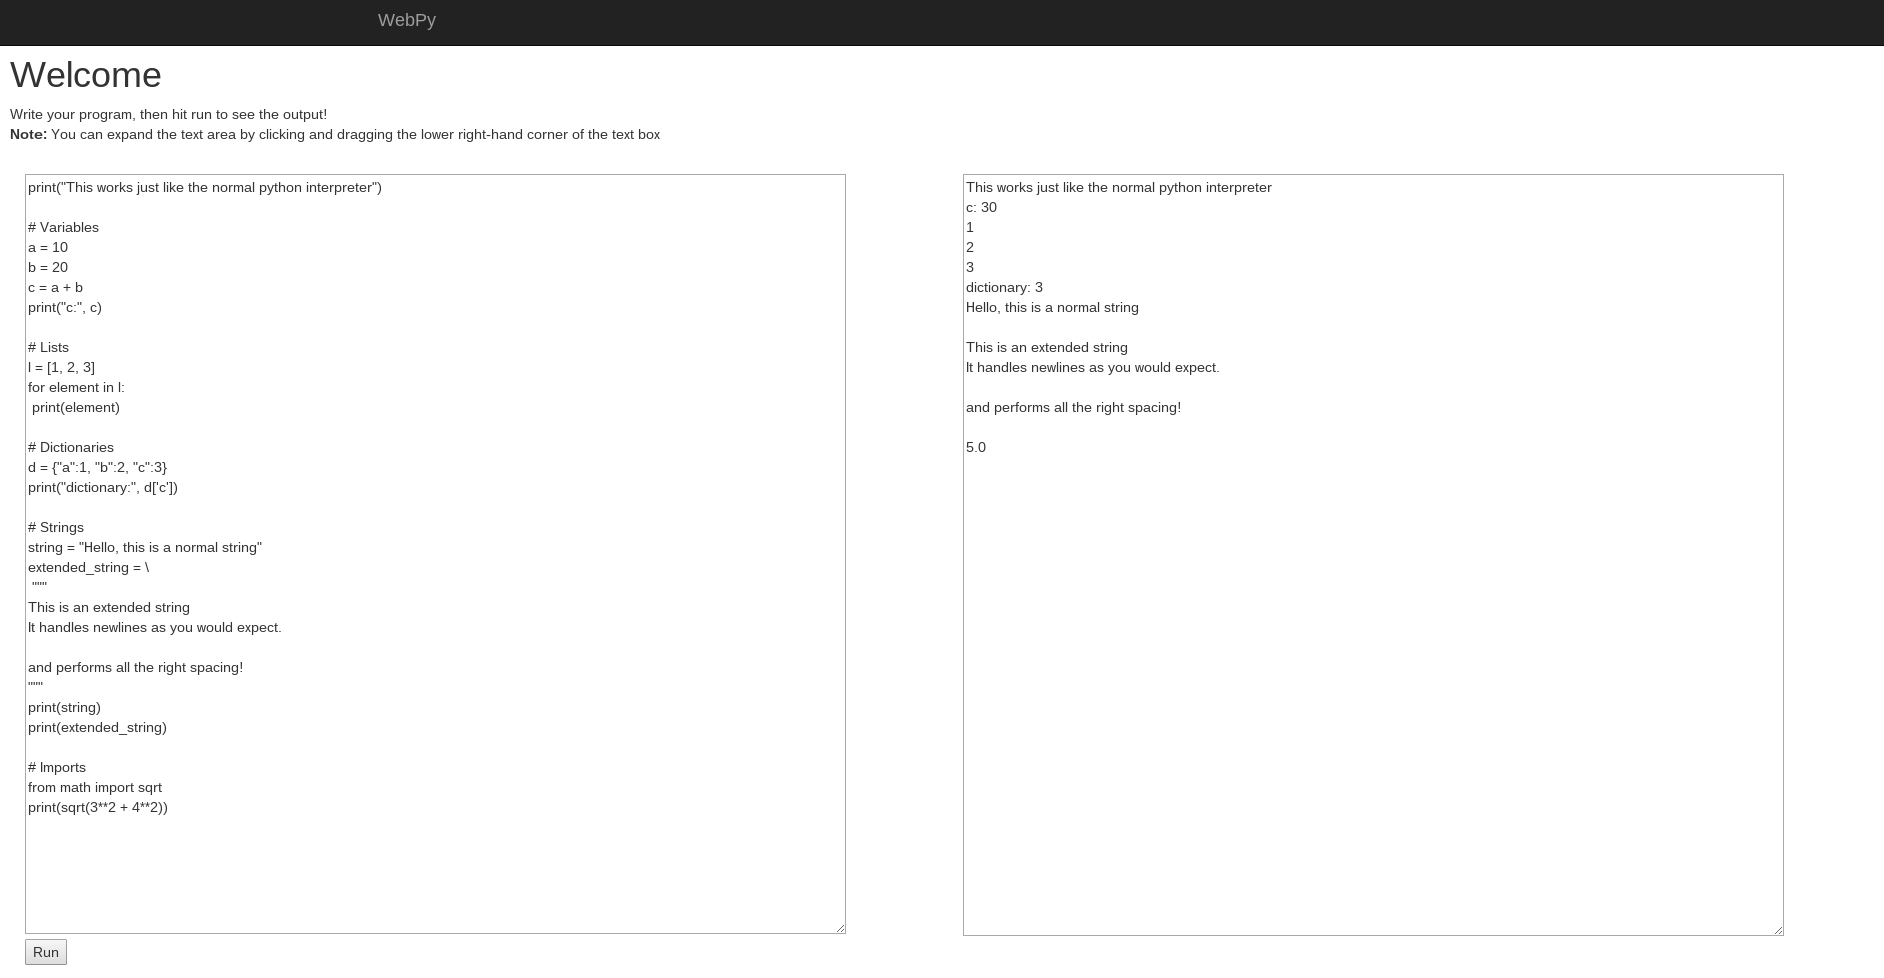 WebPy
Welcome
Write your program, then hit run to see the output!
Note: You can expand the text area by clicking and dragging the lower right-hand corner of the text box
print("This works just like the normal python interpreter")

# Variables
a = 10
b = 20
c = a + b
print("c:", c)

# Lists
l = [1, 2, 3]
for element in l:
 print(element)

# Dictionaries
d = {"a":1, "b":2, "c":3}
print("dictionary:", d['c'])

# Strings
string = "Hello, this is a normal string"
extended_string = \
 """
This is an extended string
It handles newlines as you would expect.

and performs all the right spacing!
"""
print(string)
print(extended_string)

# Imports
from math import sqrt
print(sqrt(3**2 + 4**2))
Run
This works just like the normal python interpreter
c: 30
1
2
3
dictionary: 3
Hello, this is a normal string

This is an extended string
It handles newlines as you would expect.

and performs all the right spacing!

5.0